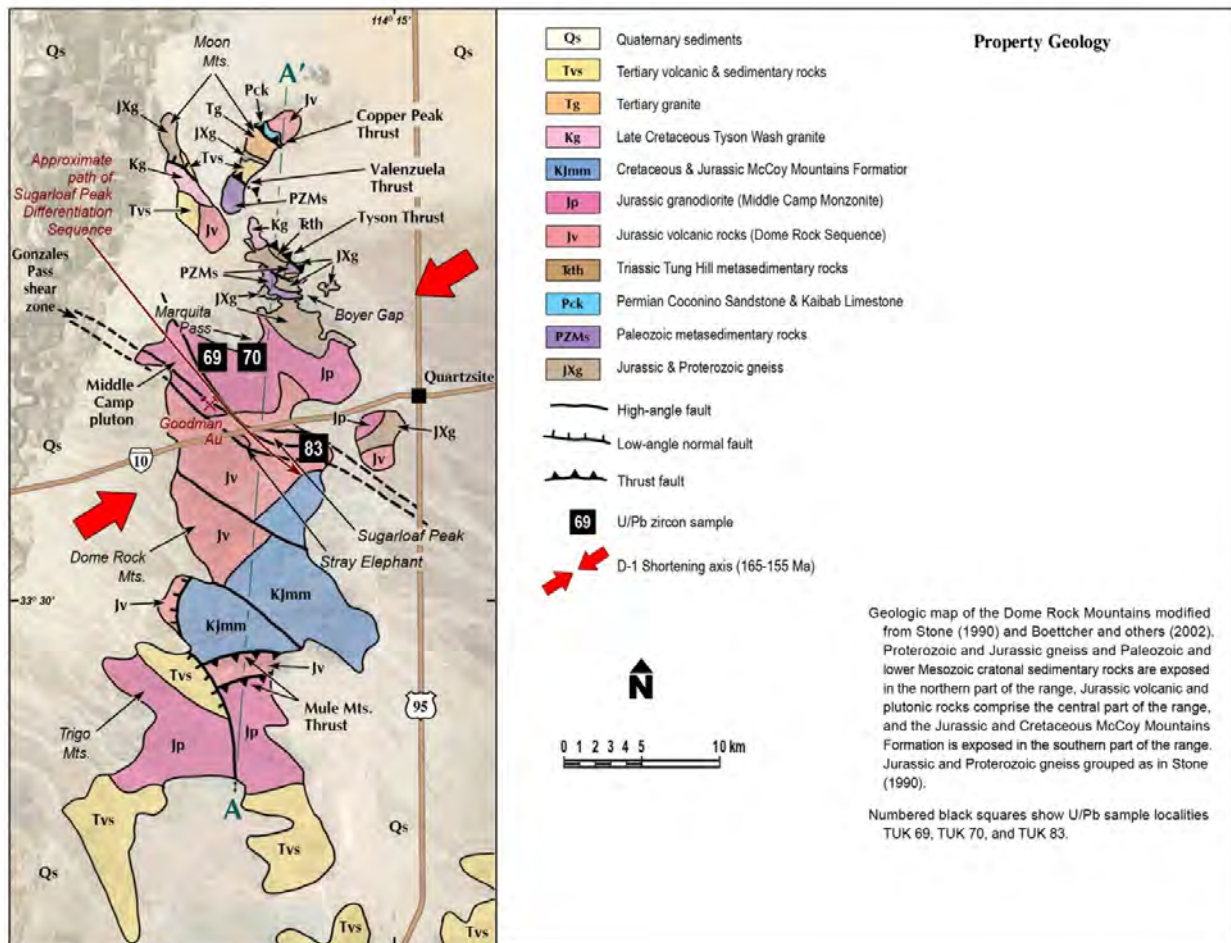 114° 15'
Qs
Moon
Mts.
Qs
A'
Pck
Jv
JXg
Tg
Copper Peak
Thrust
JXg
Approximate
path of
Sugarloaf Peak
Differentiation
Sequence
Kg
Tvs
Valenzuela
Thrust
PZMs
Tvs
Jv
Kg
Ƭth
Tyson Thrust
JXg
PZMs
Gonzales
Pass
shear
zone
JXg
Boyer Gap
Marquita
Pass
69
70
Jp
Middle
Camp
pluton
Quartzsite
Goodman
Au
Jp
JXg
Qs
Qs
83
Jv
10
Jv
Jv
Sugarloaf Peak
Stray Elephant
Dome Rock
Mts.
33° 30'
Jv
KJmm
KJmm
Jv
Tvs
Mule Mts.
Thrust
95
Trigo
Mts.
Jp
Jp
A
Tvs
Tvs
Qs
Qs
Tvs
Tvs
Property Geology
Qs Quaternary sediments
Tvs Tertiary volcanic & sedimentary rocks
Tg Tertiary granite
Kg Late Cretaceous Tyson Wash granite
KJmm Cretaceous & Jurassic McCoy Mountains Formatior
Jp Jurassic granodiorite (Middle Camp Monzonite)
Jv Jurassic volcanic rocks (Dome Rock Sequence)
Ƭth Triassic Tung Hill metasedimentary rocks
Pck Permian Coconino Sandstone & Kaibab Limestone
PZMs Paleozoic metasedimentary rocks
JXg Jurassic & Proterozoic gneiss
High-angle fault
Low-angle normal fault
Thrust fault
69 U/Pb zircon sample
D-1 Shortening axis (165-155 Ma)
N
0 1 2 3 4 5 10 km
Geologic map of the Dome Rock Mountains modified
from Stone (1990) and Boettcher and others (2002).
Proterozoic and Jurassic gneiss and Paleozoic and
lower Mesozoic cratonal sedimentary rocks are exposed
in the northern part of the range, Jurassic volcanic and
plutonic rocks comprise the central part of the range,
and the Jurassic and Cretaceous McCoy Mountains
Formation is exposed in the southern part of the range.
Jurassic and Proterozoic gneiss grouped as in Stone
(1990).
Numbered black squares show U/Pb sample localities
TUK 69, TUK 70, and TUK 83.